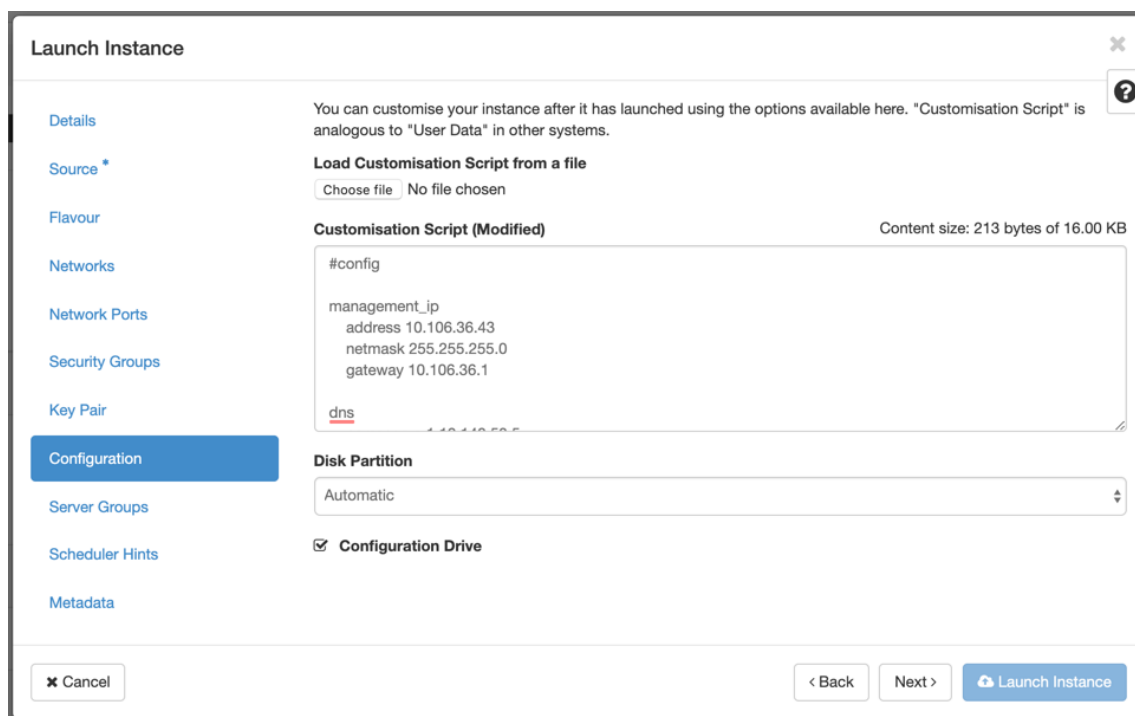 Launch Instance
Details
Source *
Flavour
Networks
Network Ports
Security Groups
Key Pair
Configuration
Server Groups
Scheduler Hints
Metadata
You can customise your instance after it has launched using the options available here. "Customisation Script" is
analogous to "User Data" in other systems.
Load Customisation Script from a file
Choose file No file chosen
Customisation Script (Modified) Content size: 213 bytes of 16.00 KB
#config
management_ip
address 10.106.36.43
netmask 255.255.255.0
gateway 10.106.36.1
dns
Disk Partition
Automatic
Configuration Drive
Cancel
< Back
Next >
Launch Instance